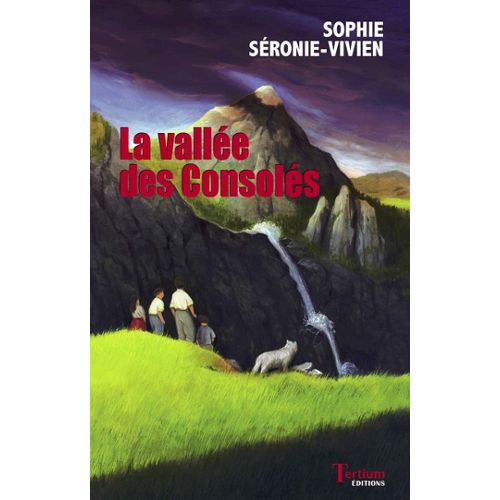 SOPHIE
SÉRONIE-VIVIEN
La vallée
des Consolés
Tertium
ÉDITIONS